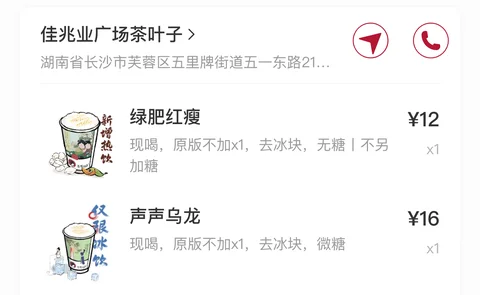 佳兆业广场茶叶子 >
湖南省长沙市芙蓉区五里牌街道五一东路21...
新增热饮
绿肥红瘦
¥12
现喝，原版不加x1，去冰块，无糖丨不另
加糖
x1
仅限冰饮
声声乌龙
¥16
现喝，原版不加x1，去冰块，微糖
x1